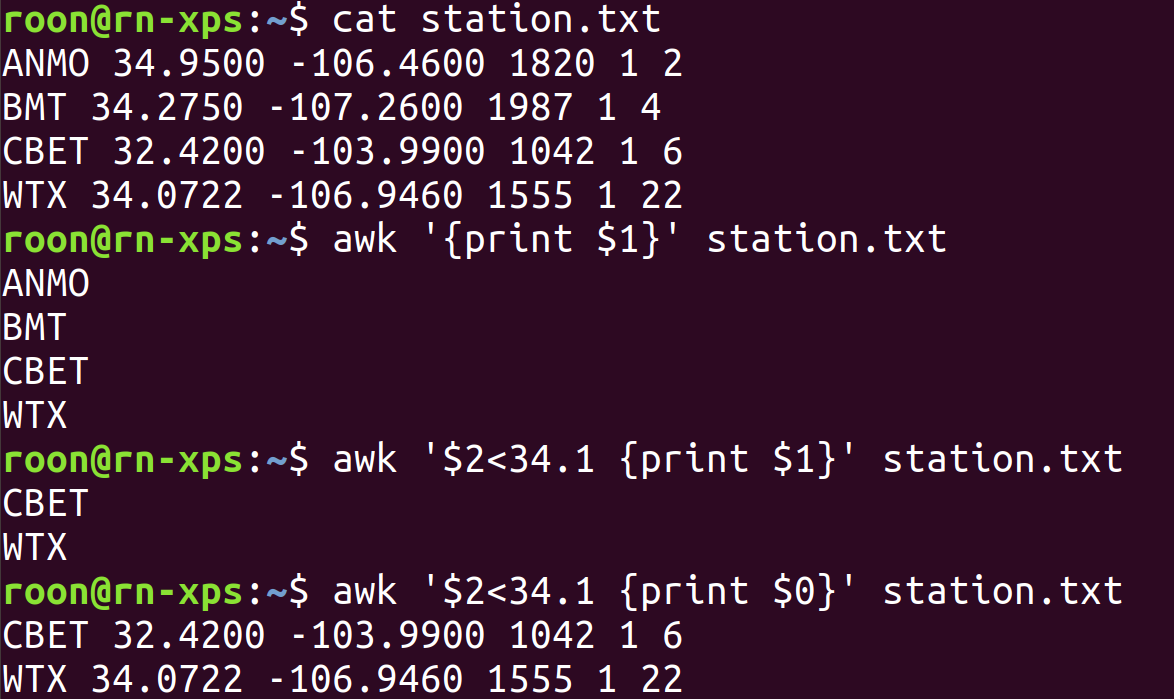 roon@rn-xps:~$ cat station.txt
ANMO 34.9500 -106.4600 1820 1 2
BMT 34.2750 -107.2600 1987 1 4
CBET 32.4200 -103.9900 1042 1 6
WTX 34.0722 -106.9460 1555 1 22
roon@rn-xps:~$ awk '{print $1}' station.txt
ANMO
BMT
CBET
WTX
roon@rn-xps:~$ awk '$2<34.1 {print $1}' station.txt
CBET
WTX
roon@rn-xps:~$ awk '$2<34.1 {print $0}' station.txt
CBET 32.4200 -103.9900 1042 1 6
WTX 34.0722 -106.9460 1555 1 22